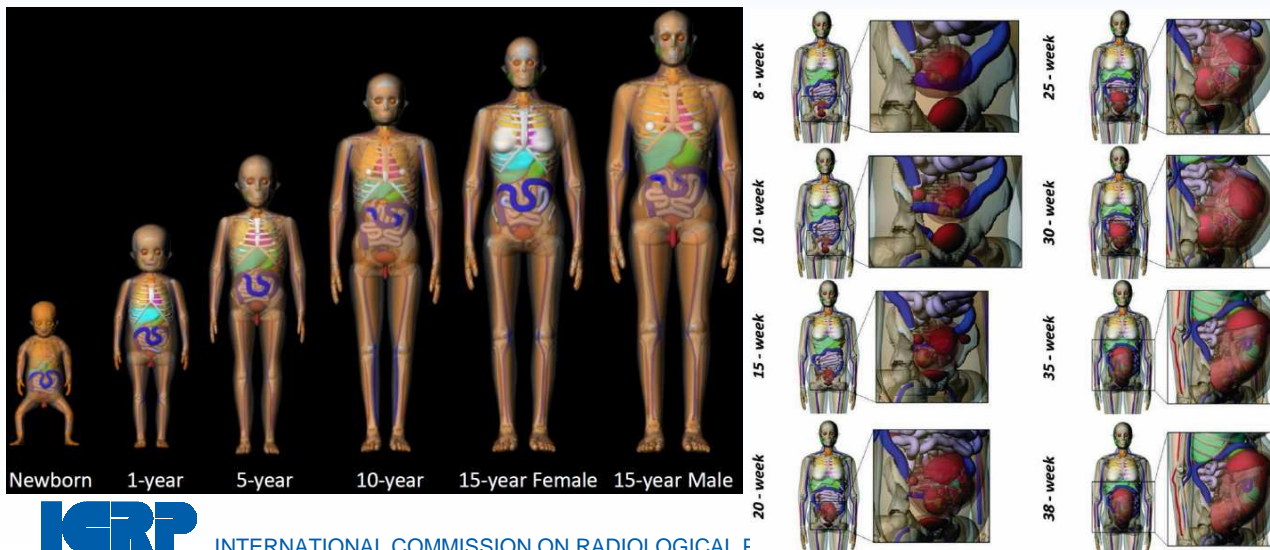 Newborn
1-year
5-year
10-year
15-year Female
15-year Male
8 - week
10 - week
15 - week
20 - week
25 - week
30 - week
35 - week
38 - week
ICRP
INTERNATIONAL COMMISSION ON RADIOLOGICAL